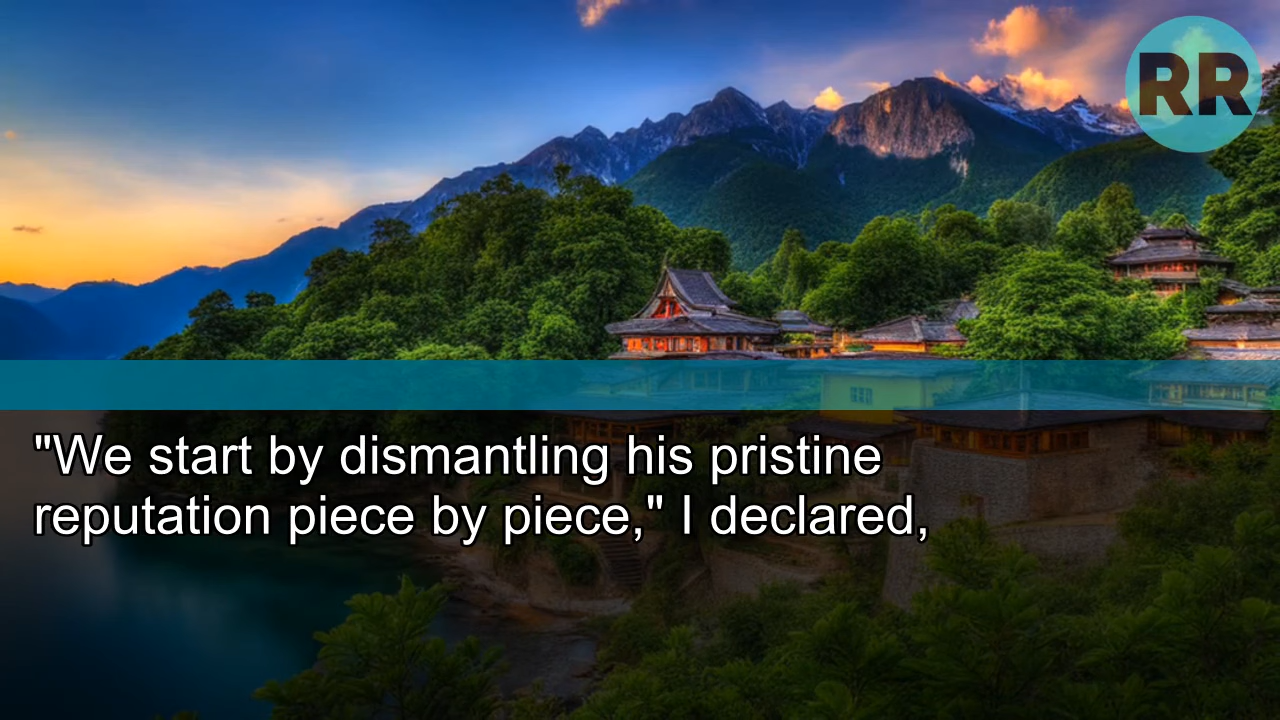 RR
"We start by dismantling his pristine
reputation piece by piece," I declared,